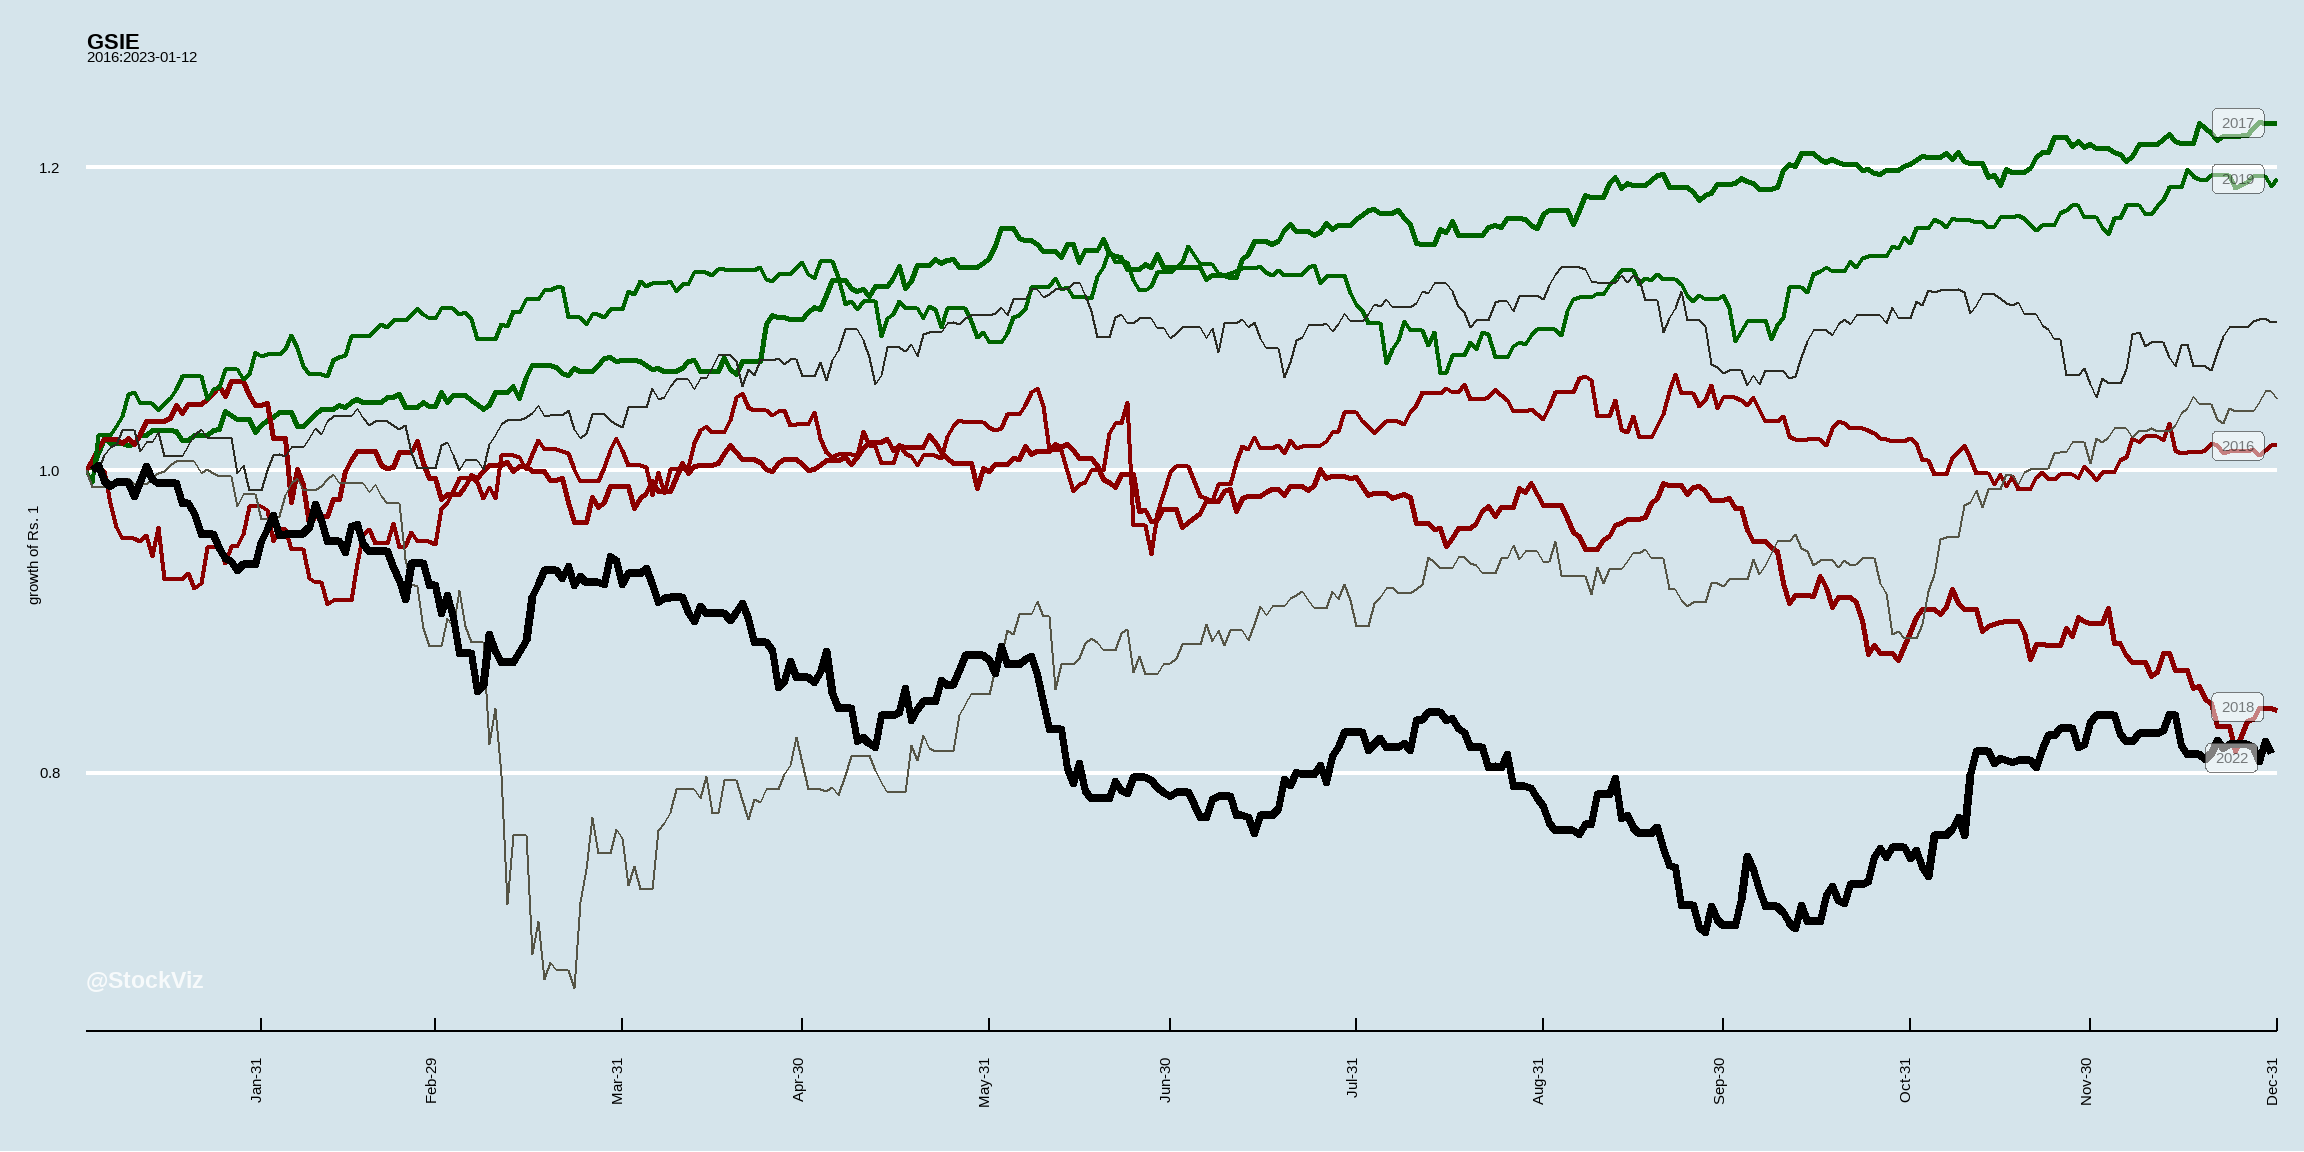 GSIE
2016:2023-01-12
2017
1.2
2019
2016
1.0
growth of Rs. 1
2018
2022
0.8
@StockViz
Jan-31
Feb-29
Mar-31
Apr-30
May-31
Jun-30
Jul-31
Aug-31
Sep-30
Oct-31
Nov-30
Dec-31